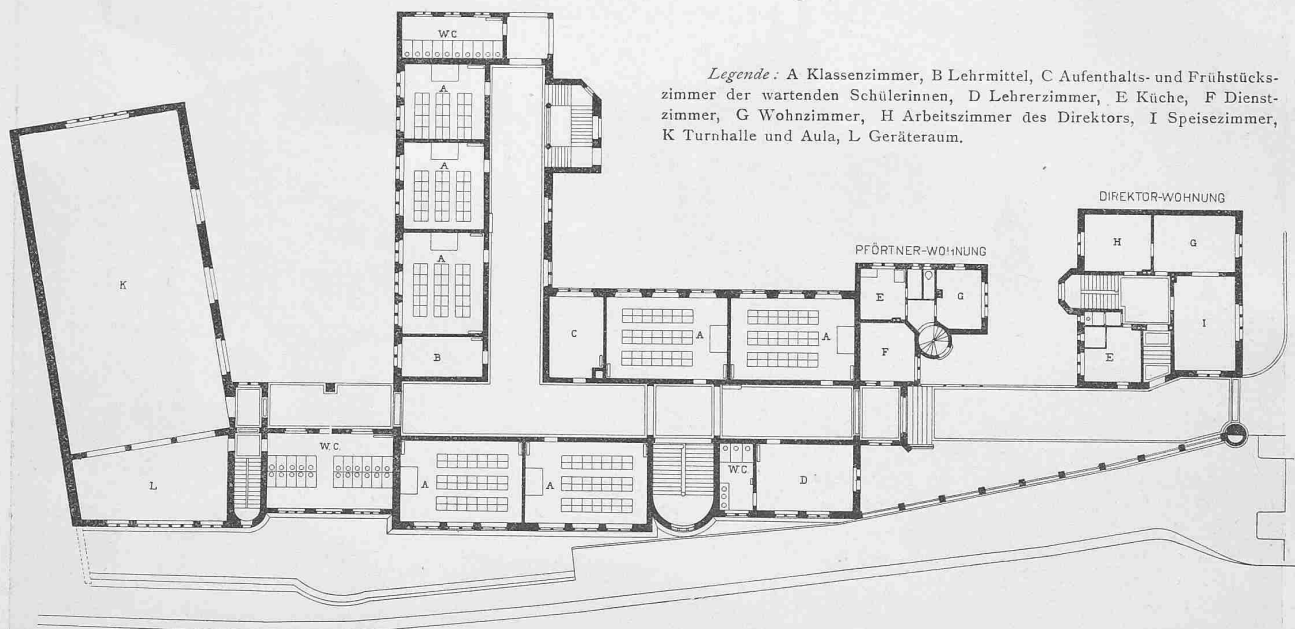 Legende: A Klassenzimmer, B Lehrmittel, C Aufenthalts- und Frühstücks-
zimmer der wartenden Schülerinnen, D Lehrerzimmer, E Küche, F Dienst-
zimmer, G Wohnzimmer, H Arbeitszimmer des Direktors, I Speisezimmer,
K Turnhalle und Aula, L Geräteraum.
W.C.
A
A
A
B
K
L
W.C.
A
A
C
A
A
W.C.
D
PFÖRTNER-WOHNUNG
E
G
F
DIREKTOR-WOHNUNG
H
G
I
E